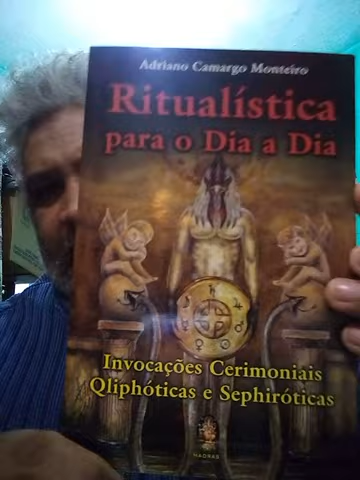 Adriano Camargo Monteiro
Ritualística
para o Dia a Dia
Invocações Cerimoniais
Qliphóticas e Sephiróticas
MADRAS